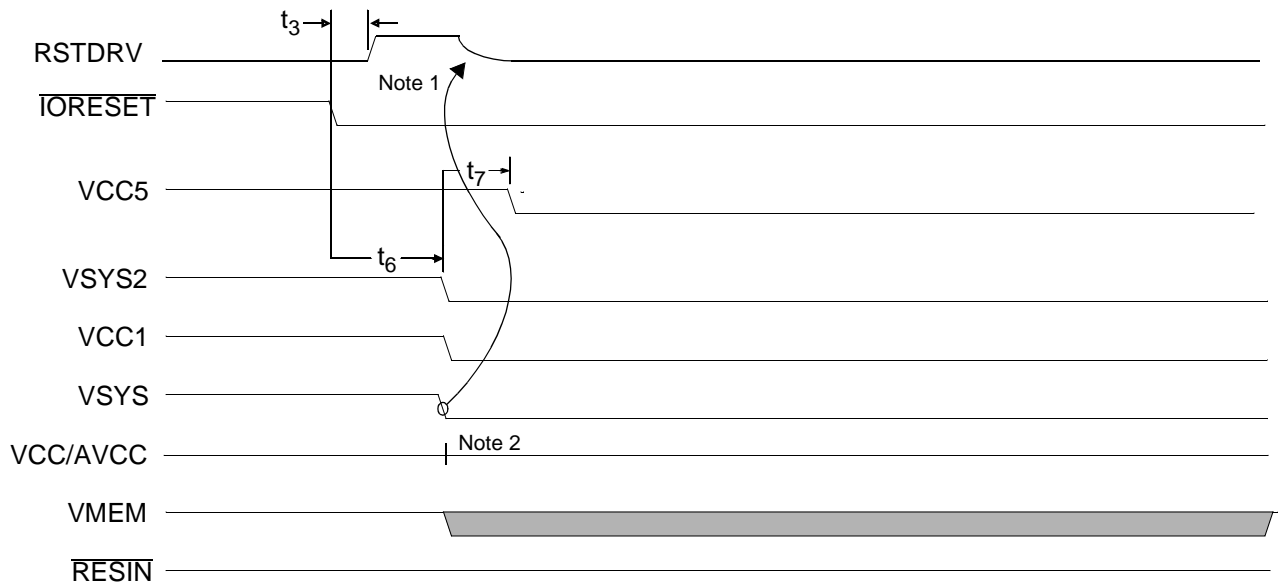 t3
RSTDRV
Note 1
IORESET
t7
VCC5
t6
VSYS2
VCC1
VSYS
Note 2
VCC/AVCC
VMEM
RESIN